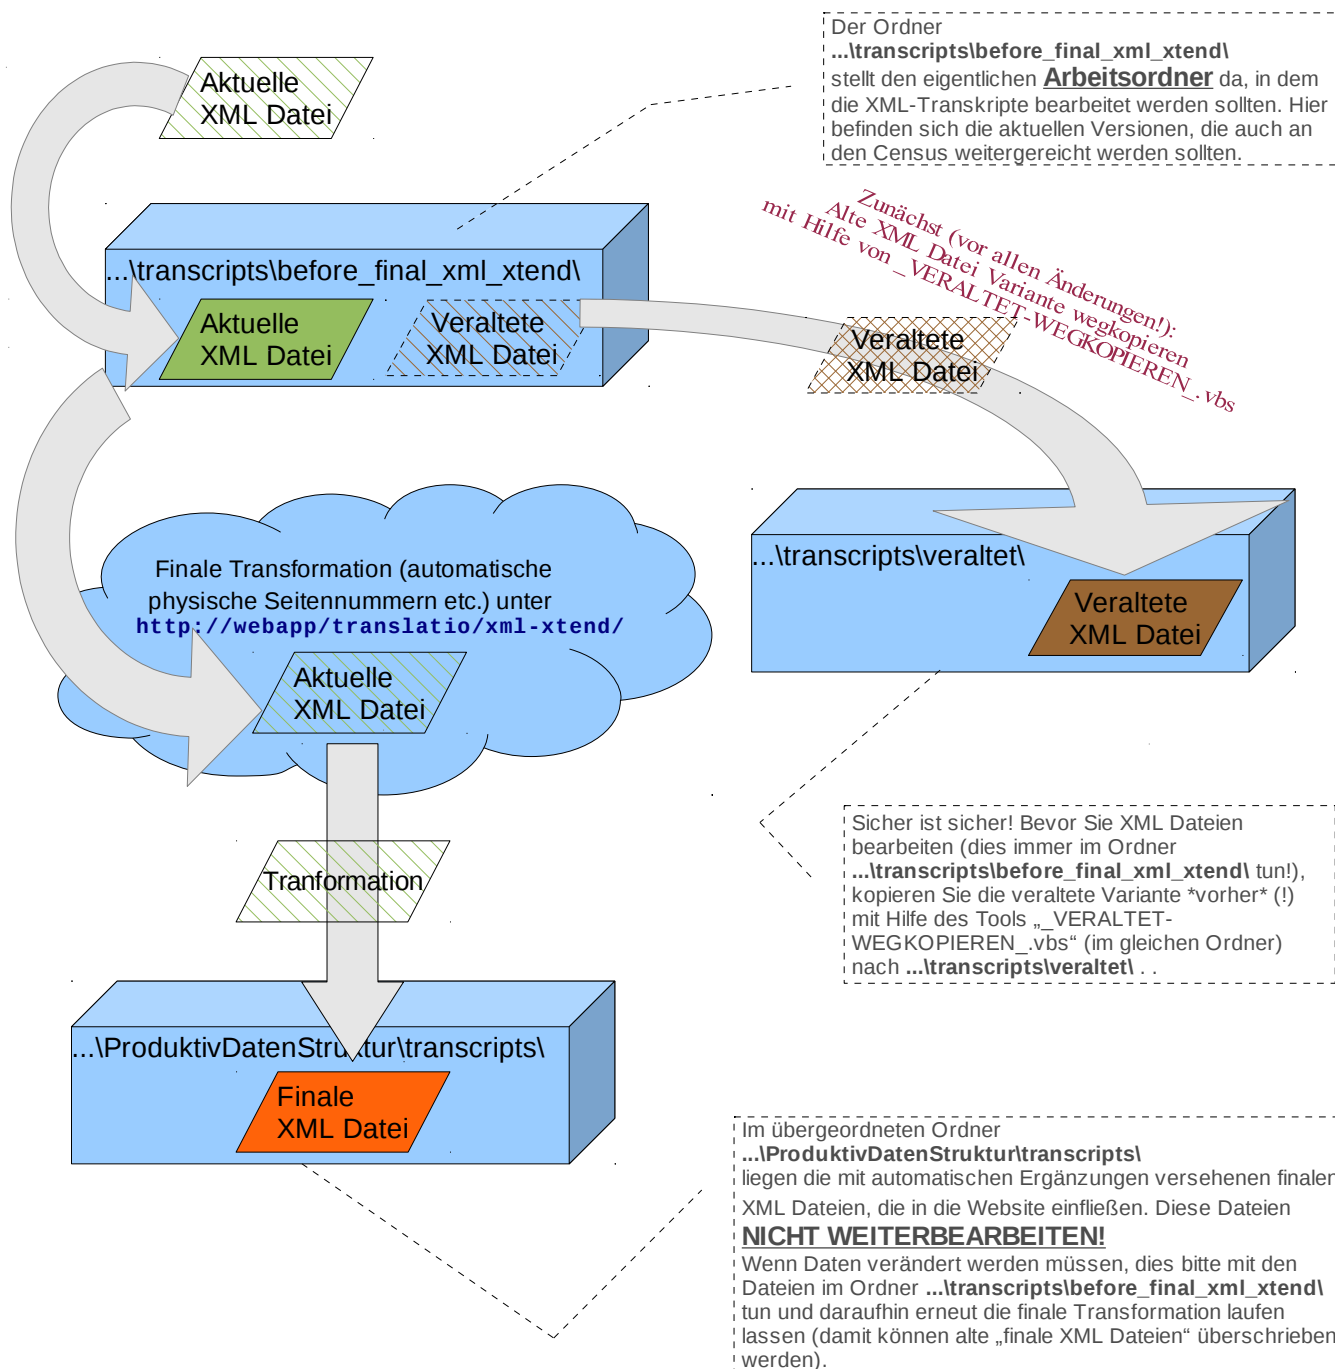 Der Ordner
...\transcripts\before_final_xml_xtend\
stellt den eigentlichen Arbeitsordner da, in dem
die XML-Transkripte bearbeitet werden sollten. Hier
befinden sich die aktuellen Versionen, die auch an
den Census weitergereicht werden sollten.
Aktuelle
XML Datei
Zunächst (vor allen Änderungen!):
Alte XML Datei Variante wegkopieren
mit Hilfe von _VERALTET-WEGKOPIEREN_.vbs
...\transcripts\before_final_xml_xtend\
Aktuelle
XML Datei
Veraltete
XML Datei
Veraltete
XML Datei
...\transcripts\veraltet\
Veraltete
XML Datei
Finale Transformation (automatische
physische Seitennummern etc.) unter
http://webapp/translatio/xml-xtend/
Aktuelle
XML Datei
Tranformation
Sicher ist sicher! Bevor Sie XML Dateien
bearbeiten (dies immer im Ordner
...\transcripts\before_final_xml_xtend\ tun!),
kopieren Sie die veraltete Variante *vorher* (!)
mit Hilfe des Tools „_VERALTET-
WEGKOPIEREN_.vbs“ (im gleichen Ordner)
nach ...\transcripts\veraltet\ . .
...\ProduktivDatenStruktur\transcripts\
Finale
XML Datei
Im übergeordneten Ordner
...\ProduktivDatenStruktur\transcripts\
liegen die mit automatischen Ergänzungen versehenen finalen
XML Dateien, die in die Website einfließen. Diese Dateien
NICHT WEITERBEARBEITEN!
Wenn Daten verändert werden müssen, dies bitte mit den
Dateien im Ordner ...\transcripts\before_final_xml_xtend\
tun und daraufhin erneut die finale Transformation laufen
lassen (damit können alte „finale XML Dateien“ überschrieben
werden).